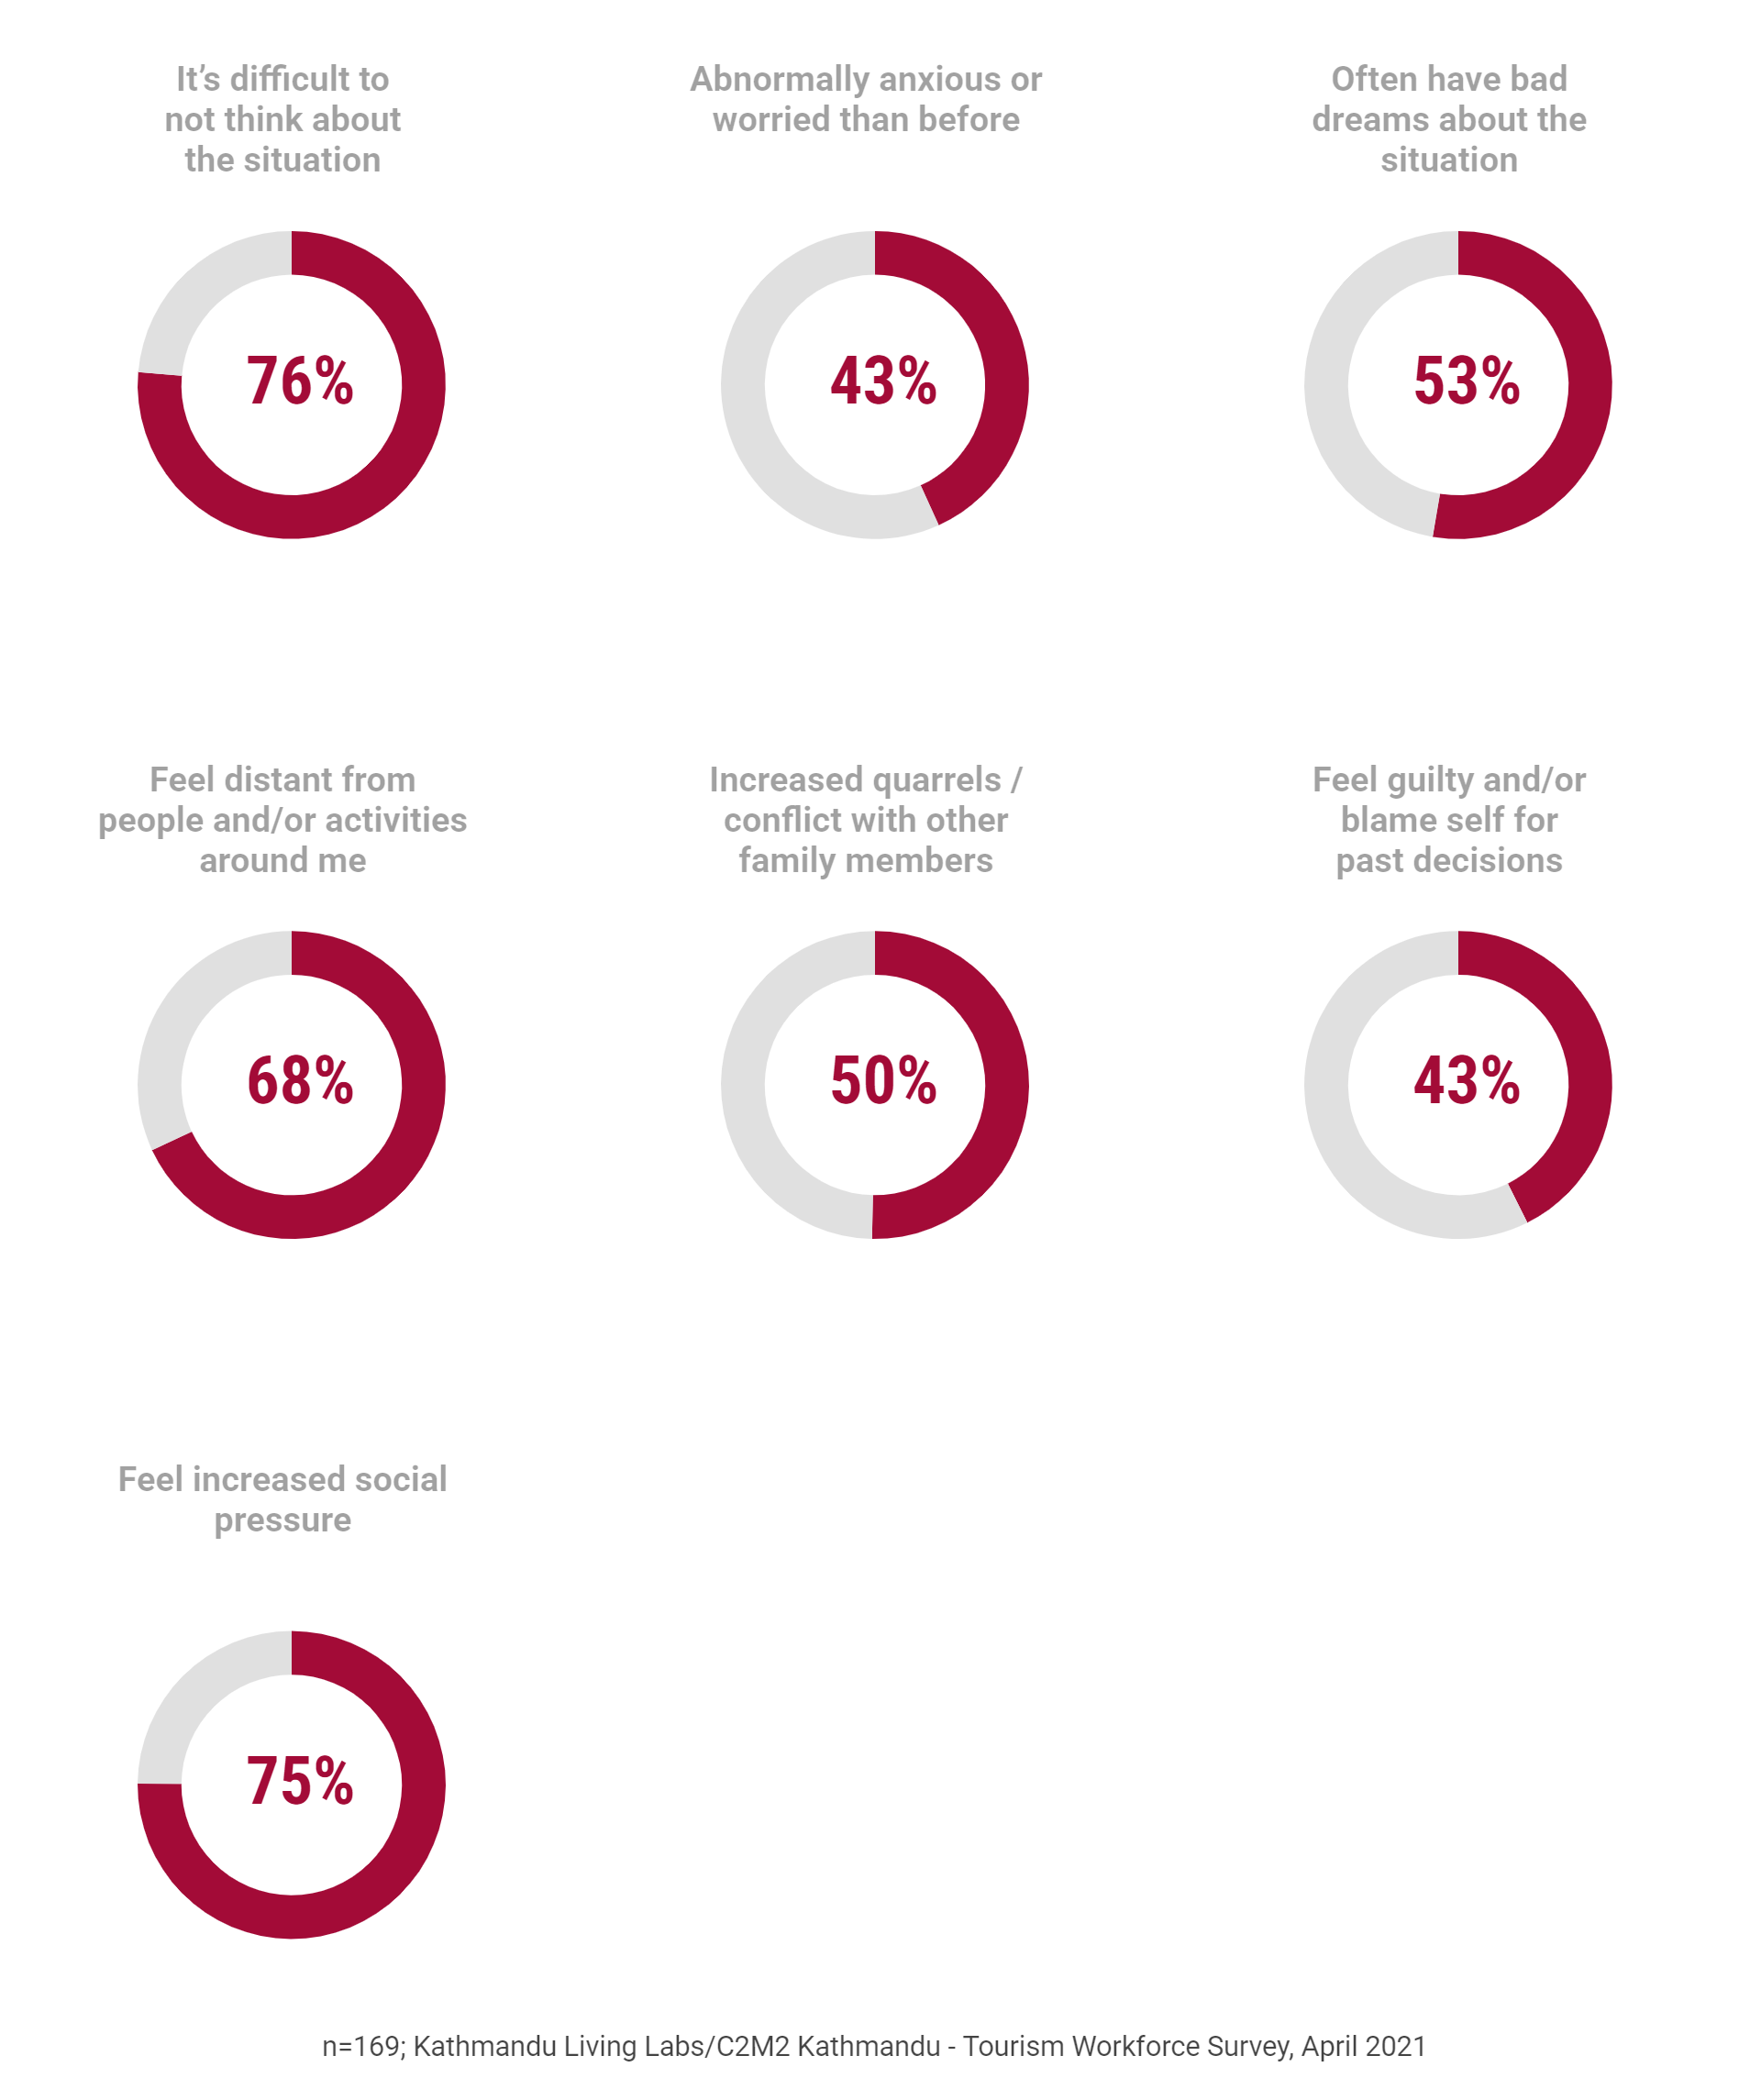 It’s difficult to
not think about
the situation
76%
Abnormally anxious or
worried than before
43%
Often have bad
dreams about the
situation
53%
Feel distant from
people and/or activities
around me
68%
Increased quarrels /
conflict with other
family members
50%
Feel guilty and/or
blame self for
past decisions
43%
Feel increased social
pressure
75%
n=169; Kathmandu Living Labs/C2M2 Kathmandu - Tourism Workforce Survey, April 2021